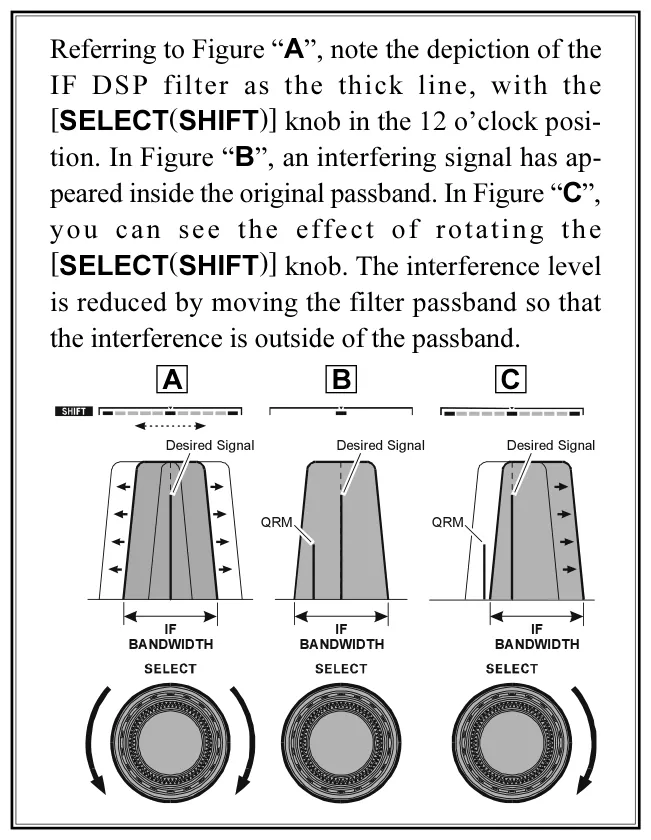 Referring to Figure “A”, note the depiction of the
IF DSP filter as the thick line, with the
[SELECT(SHIFT)] knob in the 12 o’clock posi-
tion. In Figure “B”, an interfering signal has ap-
peared inside the original passband. In Figure “C”,
you can see the effect of rotating the
[SELECT(SHIFT)] knob. The interference level
is reduced by moving the filter passband so that
the interference is outside of the passband.
A B C
SHIFT
Desired Signal Desired Signal Desired Signal
QRM QRM
IF IF IF
BANDWIDTH BANDWIDTH BANDWIDTH
SELECT SELECT SELECT